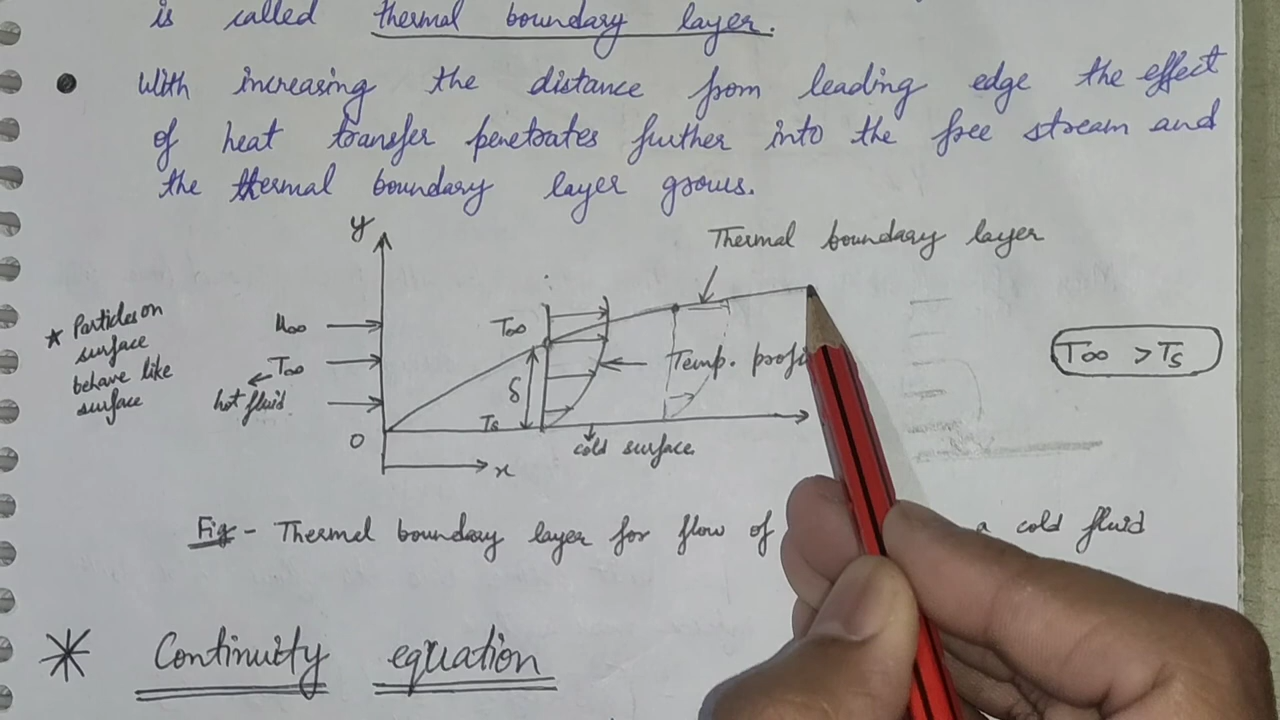 is called thermal boundary layer.
With increasing the distance from leading edge the effect
of heat transfer penetrates further into the free stream and
the thermal boundary layer grows.
y
Thermal boundary layer
★ Particles on
surface
behave like
surface
U∞
T∞
hot fluid
T∞
δ
Ts
Temp.
T∞ > Ts
0
cold surface
x
Fig - Thermal boundary layer for flow of
a cold fluid
* Continuity equation